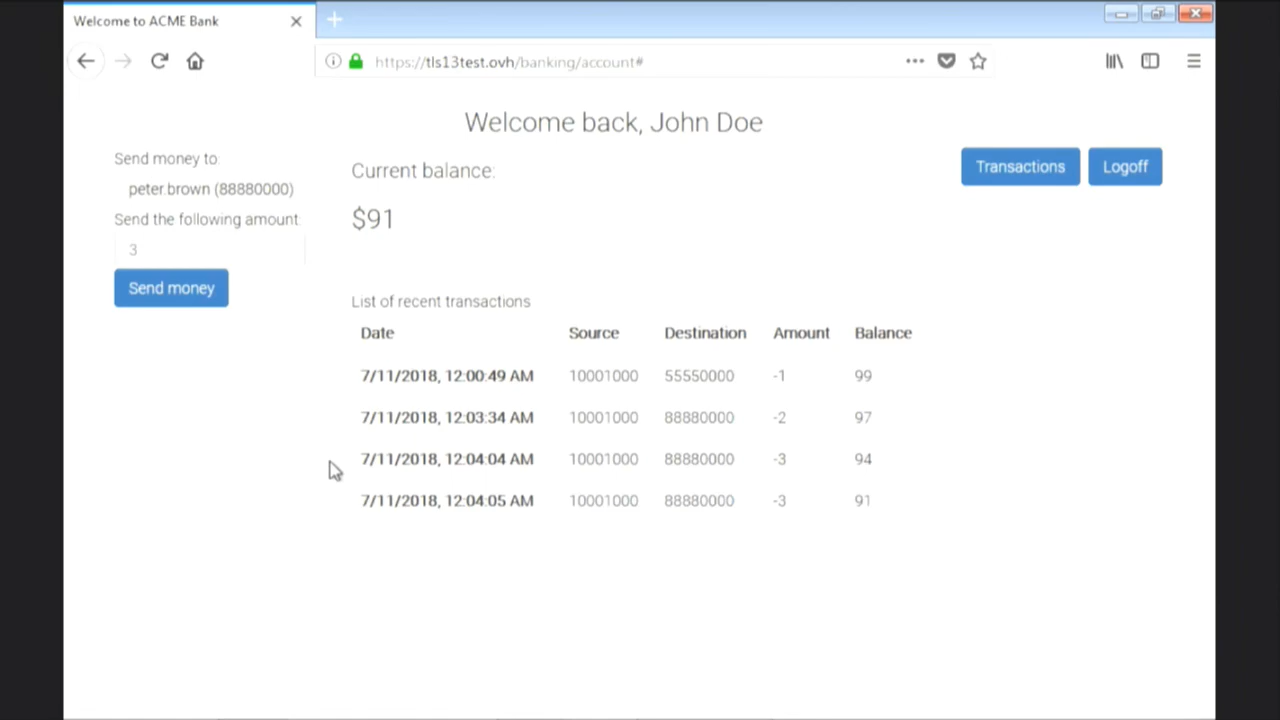 Welcome to ACME Bank
https://tls13test.ovh/banking/account#
Welcome back, John Doe
Send money to:
peter.brown (88880000)
Send the following amount:
3
Send money
Current balance:
$91
Transactions
Logoff
List of recent transactions
Date Source Destination Amount Balance
7/11/2018, 12:00:49 AM 10001000 55550000 -1 99
7/11/2018, 12:03:34 AM 10001000 88880000 -2 97
7/11/2018, 12:04:04 AM 10001000 88880000 -3 94
7/11/2018, 12:04:05 AM 10001000 88880000 -3 91